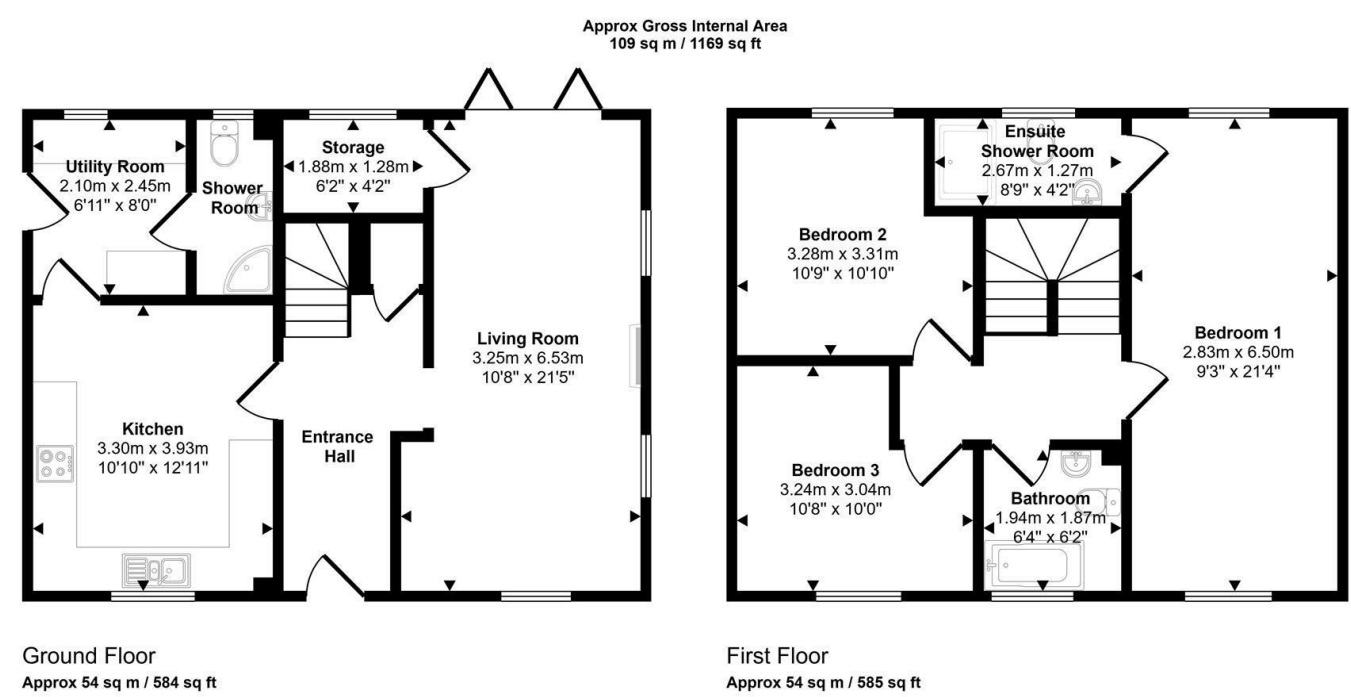 Approx Gross Internal Area
109 sq m / 1169 sq ft
Utility Room
2.10m x 2.45m
6'11" x 8'0"
Shower
Room
Storage
1.88m x 1.28m
6'2" x 4'2"
Living Room
3.25m x 6.53m
10'8" x 21'5"
Kitchen
3.30m x 3.93m
10'10" x 12'11"
Entrance
Hall
Ground Floor
Approx 54 sq m / 584 sq ft
Ensuite
Shower Room
2.67m x 1.27m
8'9" x 4'2"
Bedroom 2
3.28m x 3.31m
10'9" x 10'10"
Bedroom 1
2.83m x 6.50m
9'3" x 21'4"
Bedroom 3
3.24m x 3.04m
10'8" x 10'0"
Bathroom
1.94m x 1.87m
6'4" x 6'2"
First Floor
Approx 54 sq m / 585 sq ft